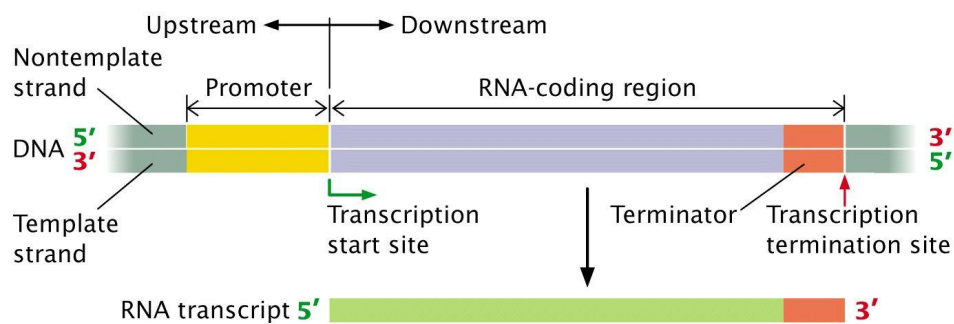 Upstream Downstream
Nontemplate
strand
Promoter
RNA-coding region
DNA 5′ 3′
3′ 5′
Template
strand
Transcription
start site
Terminator
Transcription
termination site
RNA transcript 5′ 3′